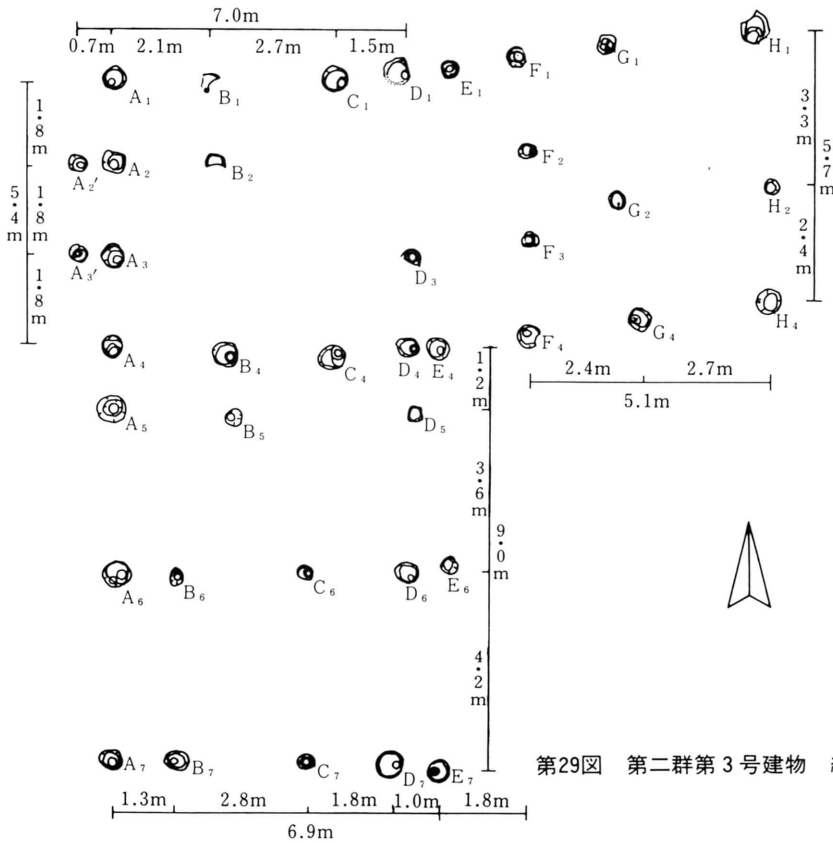 7.0m
0.7m 2.1m 2.7m 1.5m
A₁ B₁ C₁ D₁ E₁ F₁ G₁ H₁
A₂′ A₂ B₂ F₂ G₂ H₂
A₃′ A₃ D₃ F₃
A₄ B₄ C₄ D₄ E₄ F₄ G₄ H₄
A₅ B₅ D₅
A₆ B₆ C₆ D₆ E₆
A₇ B₇ C₇ D₇ E₇
1.8m
1.8m
1.8m
5.4m
3.3m
2.4m
5.7m
2.4m 2.7m
5.1m
1.2m
3.6m
4.2m
9.0m
1.3m 2.8m 1.8m 1.0m 1.8m
6.9m
第29図 第二群第3号建物